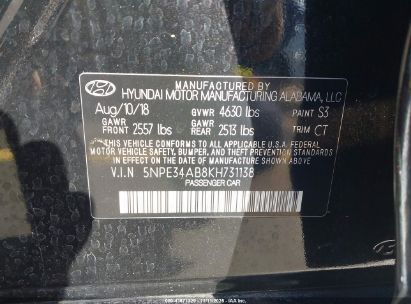 MANUFACTURED BY
HYUNDAI MOTOR MANUFACTURING ALABAMA, LLC
Aug/10/18 GVWR 4630 lbs PAINT S3
GAWR GAWR
FRONT 2557 lbs REAR 2513 lbs TRIM CT
THIS VEHICLE CONFORMS TO ALL APPLICABLE U.S.A. FEDERAL
MOTOR VEHICLE SAFETY, BUMPER, AND THEFT PREVENTION
STANDARDS IN EFFECT ON THE DATE OF MANUFACTURE SHOWN ABOVE.
V.I.N 5NPE34AB8KH731138
PASSENGER CAR